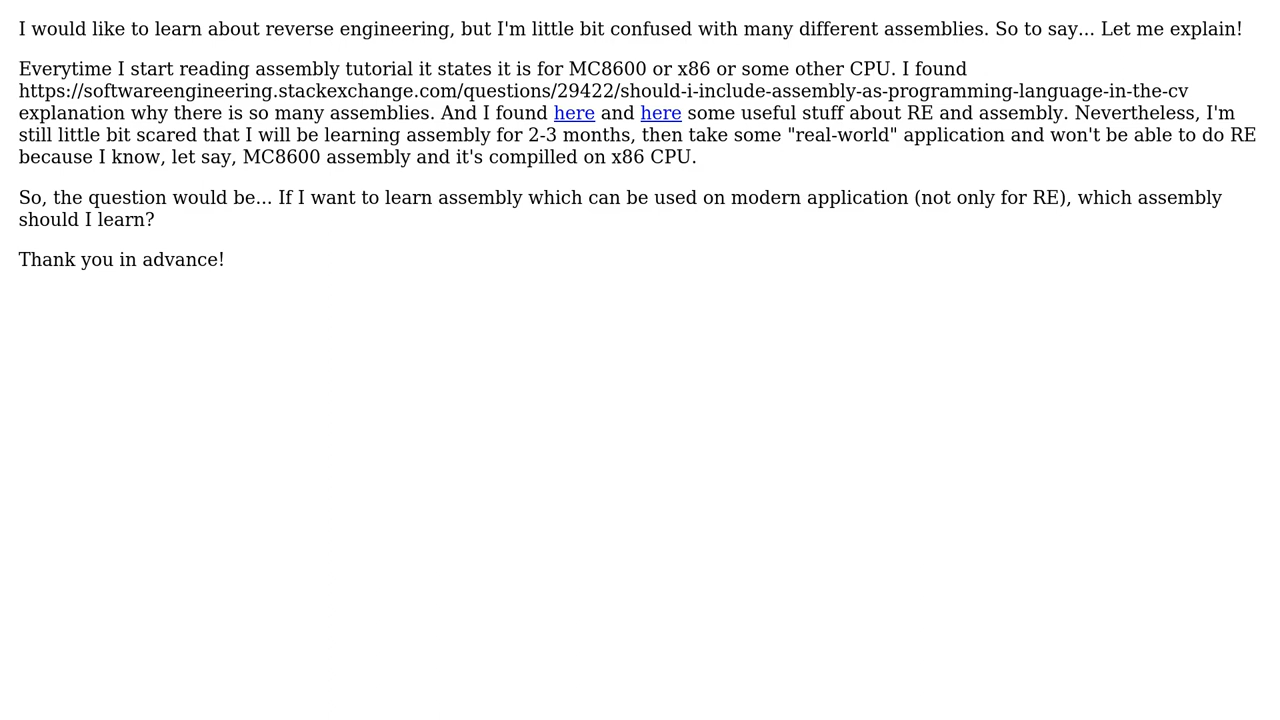 I would like to learn about reverse engineering, but I'm little bit confused with many different assemblies. So to say... Let me explain!
Everytime I start reading assembly tutorial it states it is for MC8600 or x86 or some other CPU. I found
https://softwareengineering.stackexchange.com/questions/29422/should-i-include-assembly-as-programming-language-in-the-cv
explanation why there is so many assemblies. And I found here and here some useful stuff about RE and assembly. Nevertheless, I'm
still little bit scared that I will be learning assembly for 2-3 months, then take some "real-world" application and won't be able to do RE
because I know, let say, MC8600 assembly and it's compilled on x86 CPU.
So, the question would be... If I want to learn assembly which can be used on modern application (not only for RE), which assembly
should I learn?
Thank you in advance!